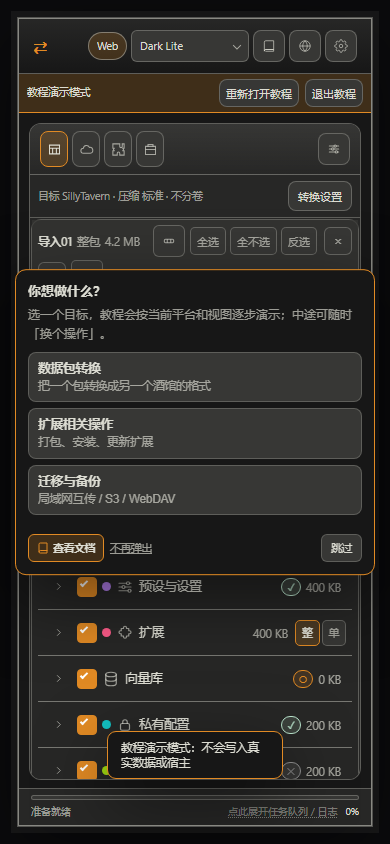 Web
Dark Lite
教程演示模式
重新打开教程
退出教程
目标 SillyTavern · 压缩 标准 · 不分卷
转换设置
导入01 整包 4.2 MB
全选
全不选
反选
你想做什么？
选一个目标，教程会按当前平台和视图逐步演示；中途可随时
「换个操作」。
数据包转换
把一个包转换成另一个酒馆的格式
扩展相关操作
打包、安装、更新扩展
迁移与备份
局域网互传 / S3 / WebDAV
查看文档
不再弹出
跳过
预设与设置 400 KB
扩展 400 KB 整 单
向量库 0 KB
私有配置 200 KB
教程演示模式：不会写入真
实数据或宿主
200 KB
准备就绪
点此展开任务队列 / 日志 0%